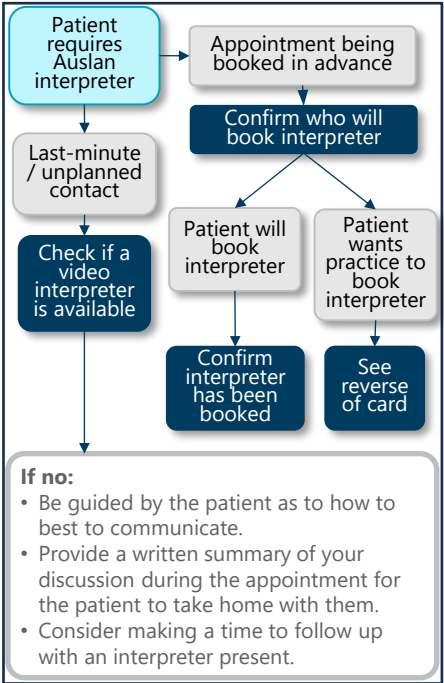 Patient
requires
Auslan
interpreter
Appointment being
booked in advance
Confirm who will
book interpreter
Last-minute
/ unplanned
contact
Patient will
book
interpreter
Patient
wants
practice to
book
interpreter
Check if a
video
interpreter
is available
Confirm
interpreter
has been
booked
See
reverse
of card
If no:
• Be guided by the patient as to how to
best to communicate.
• Provide a written summary of your
discussion during the appointment for
the patient to take home with them.
• Consider making a time to follow up
with an interpreter present.